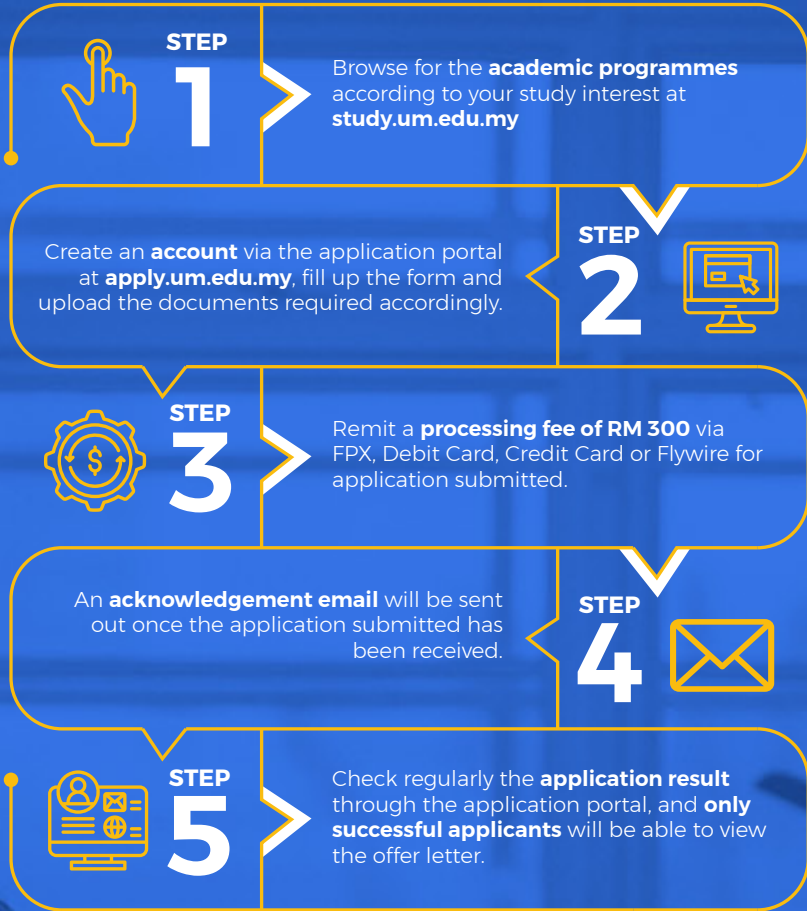 STEP
1
Browse for the academic programmes
according to your study interest at
study.um.edu.my
STEP
2
Create an account via the application portal
at apply.um.edu.my, fill up the form and
upload the documents required accordingly.
STEP
3
$
Remit a processing fee of RM 300 via
FPX, Debit Card, Credit Card or Flywire for
application submitted.
STEP
4
An acknowledgement email will be sent
out once the application submitted has
been received.
STEP
5
Check regularly the application result
through the application portal, and only
successful applicants will be able to view
the offer letter.